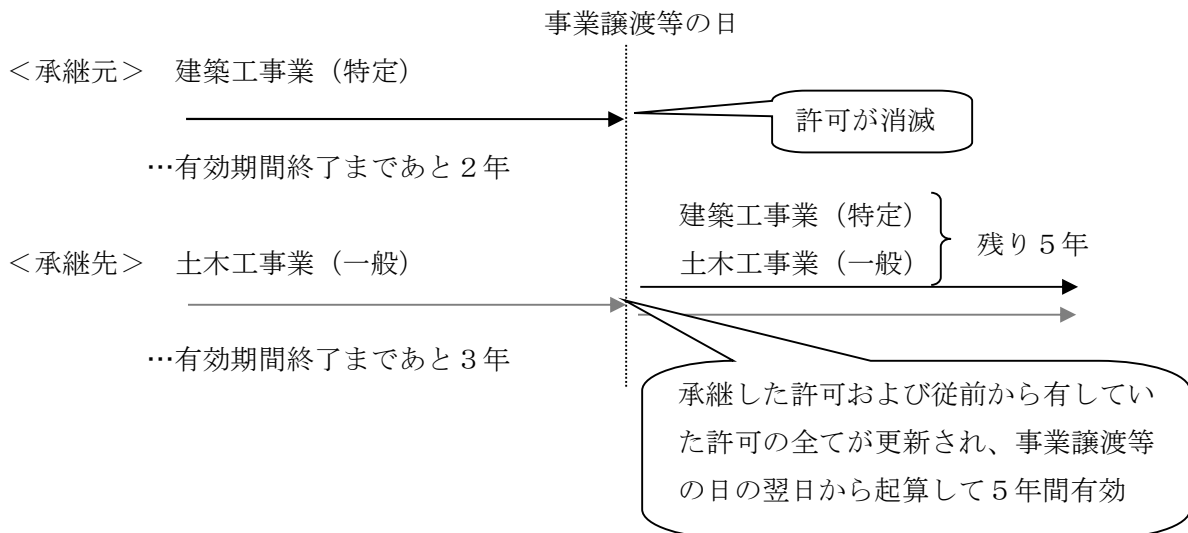 事業譲渡等の日
＜承継元＞ 建築工事業（特定）
許可が消滅
…有効期間終了まであと２年
建築工事業（特定）
＜承継先＞ 土木工事業（一般）
土木工事業（一般）
残り５年
…有効期間終了まであと３年
承継した許可および従前から有してい
た許可の全てが更新され、事業譲渡等
の日の翌日から起算して５年間有効